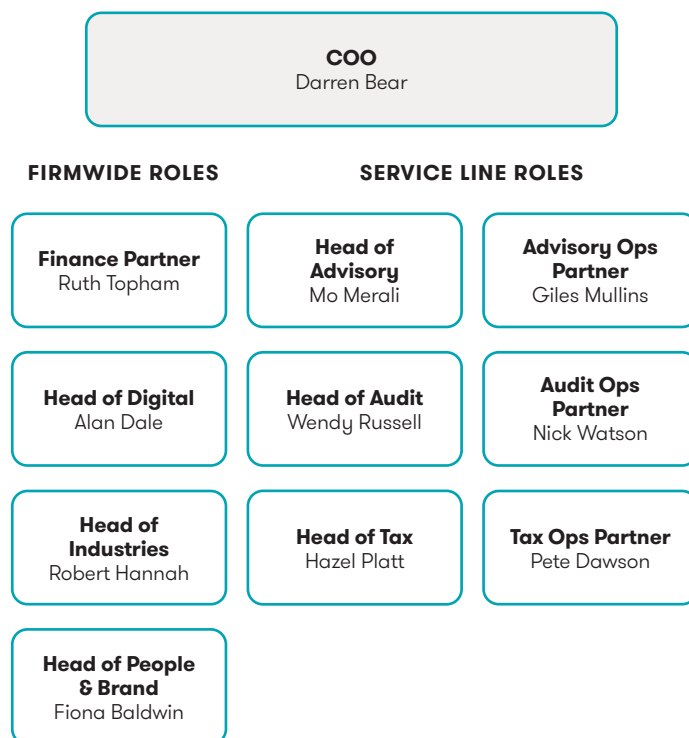 COO
Darren Bear
FIRMWIDE ROLES
SERVICE LINE ROLES
Finance Partner
Ruth Topham
Head of
Advisory
Mo Merali
Advisory Ops
Partner
Giles Mullins
Head of Digital
Alan Dale
Head of Audit
Wendy Russell
Audit Ops
Partner
Nick Watson
Head of
Industries
Robert Hannah
Head of Tax
Hazel Platt
Tax Ops Partner
Pete Dawson
Head of People
& Brand
Fiona Baldwin